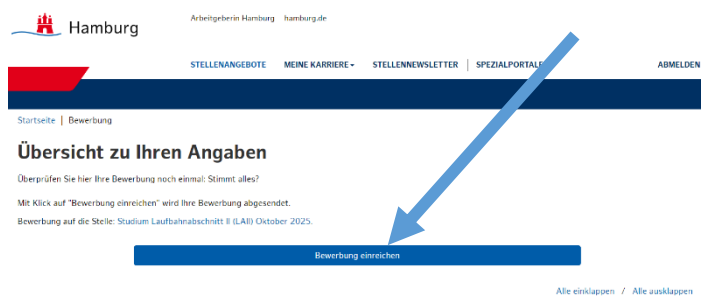 Hamburg
Arbeitgeberin Hamburg hamburg.de
STELLENANGEBOTE MEINE KARRIERE STELLENNEWSLETTER | SPEZIALPORTALE ABMELDEN
Startseite | Bewerbung
Übersicht zu Ihren Angaben
Überprüfen Sie hier Ihre Bewerbung noch einmal: Stimmt alles?
Mit Klick auf "Bewerbung einreichen" wird Ihre Bewerbung abgesendet.
Bewerbung auf die Stelle: Studium Laufbahnabschnitt II (LAII) Oktober 2025.
Bewerbung einreichen
Alle einklappen / Alle ausklappen